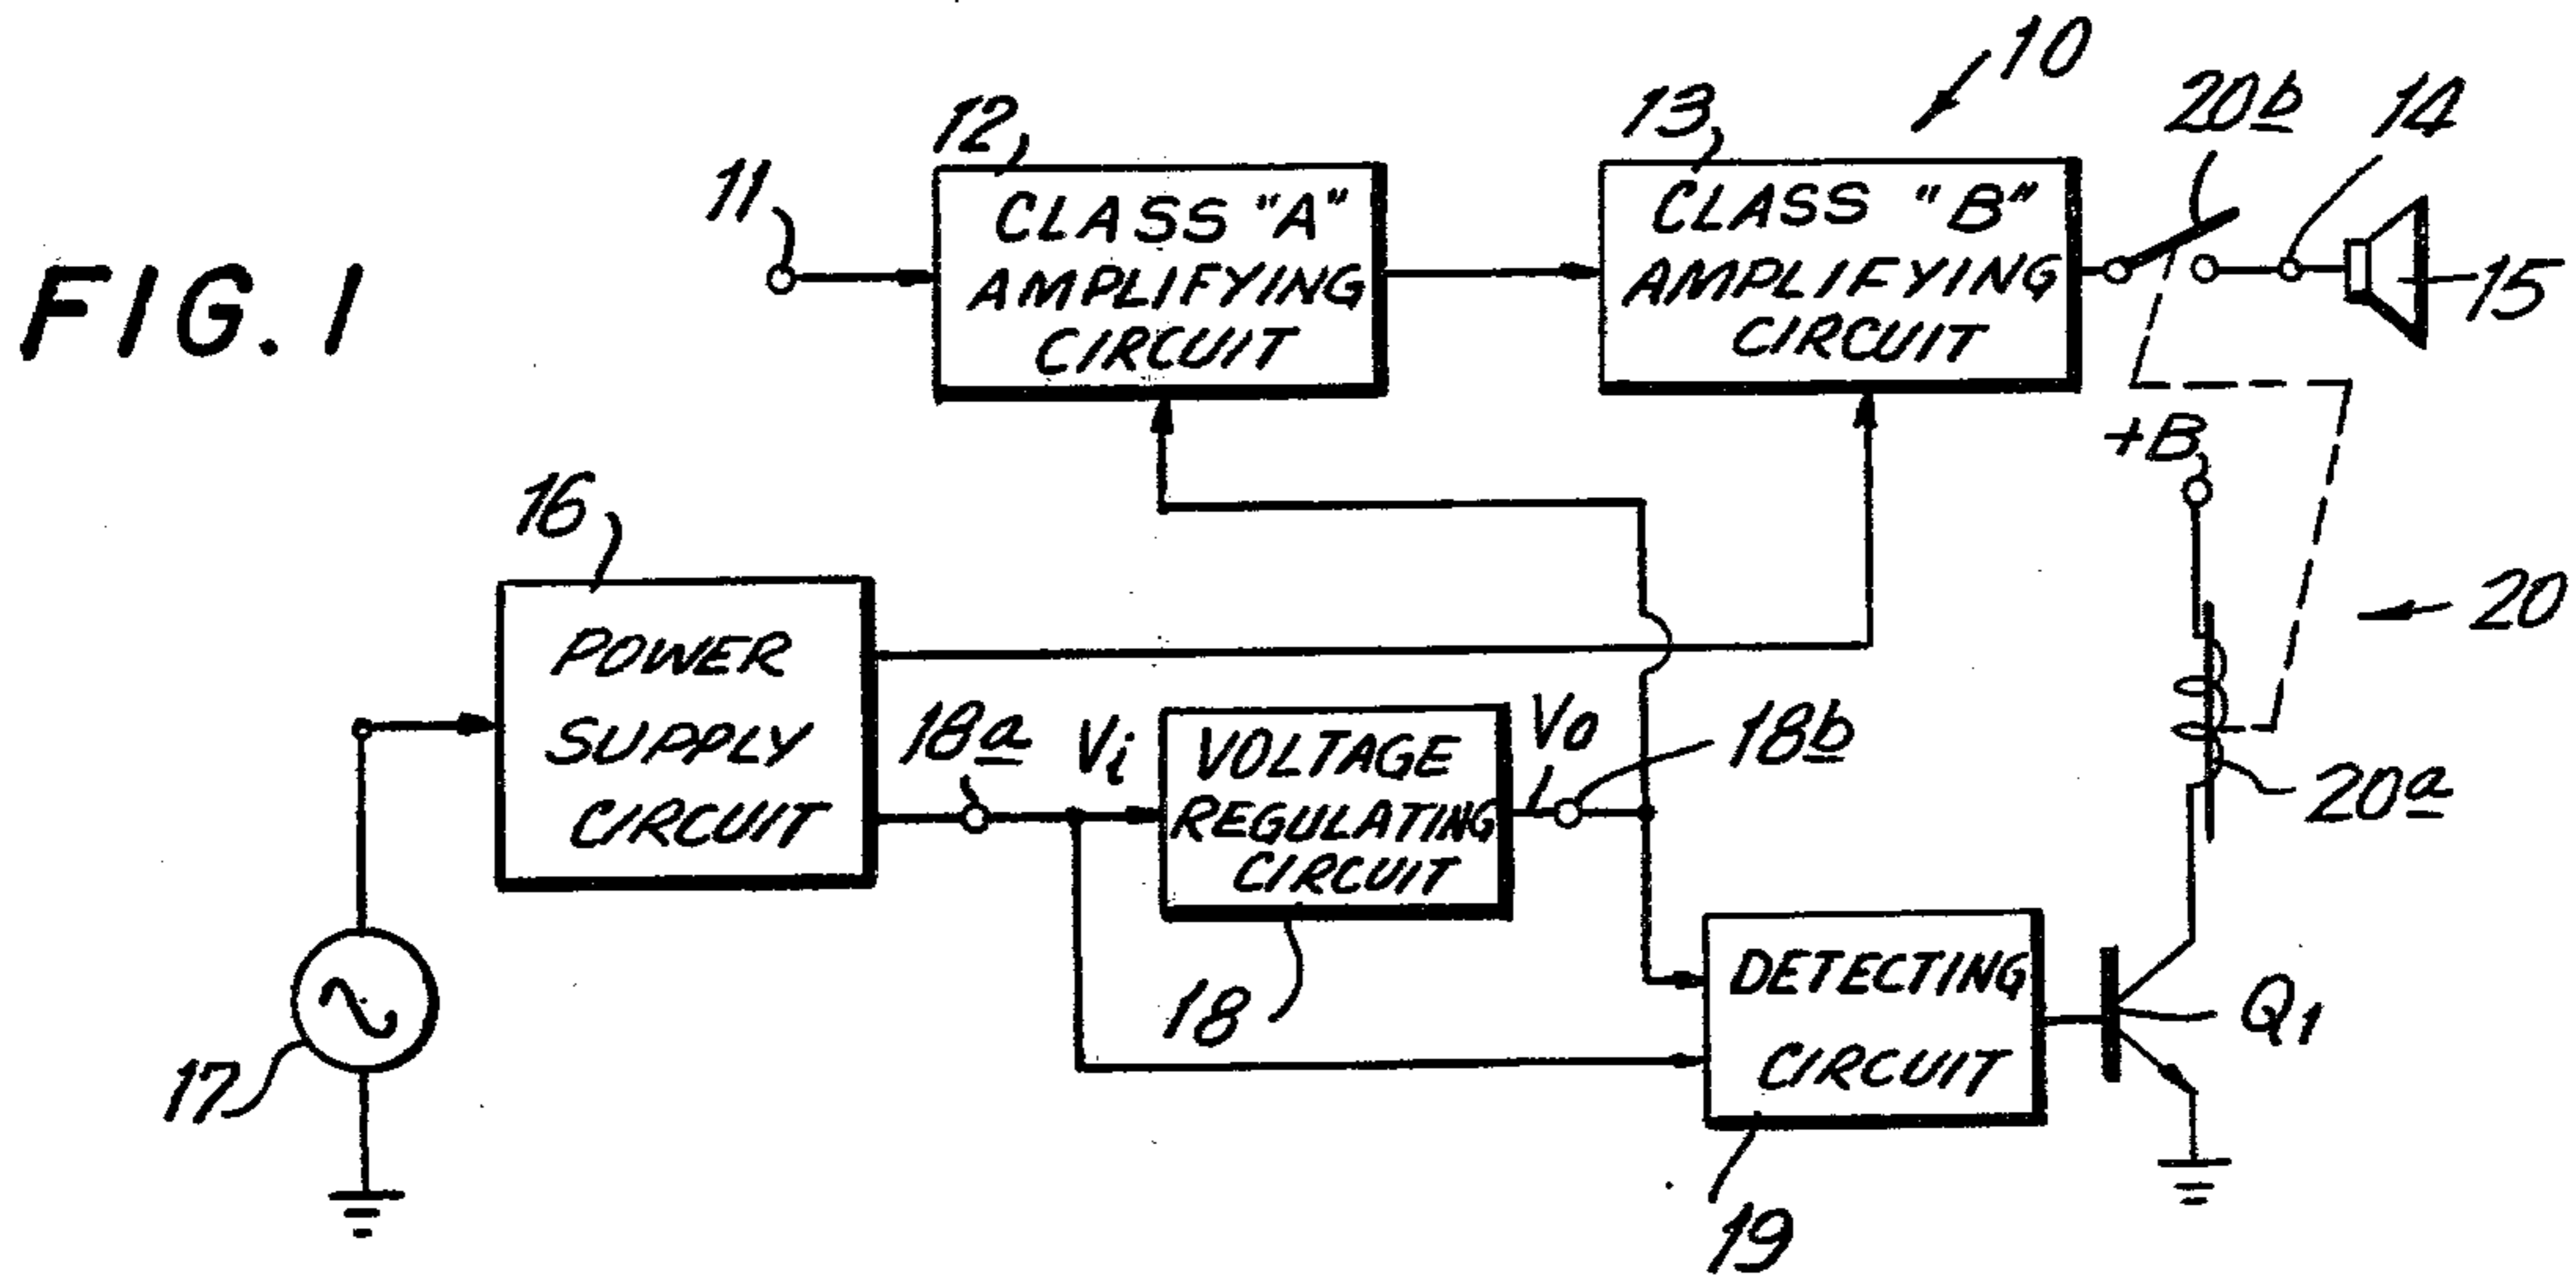 FIG. 1
10
11
12
CLASS "A"
AMPLIFYING
CIRCUIT
13
CLASS "B"
AMPLIFYING
CIRCUIT
20b
14
15
+B
20
20a
16
POWER
SUPPLY
CIRCUIT
17
18a
Vi
VOLTAGE
REGULATING
CIRCUIT
18
Vo
18b
DETECTING
CIRCUIT
19
Q1